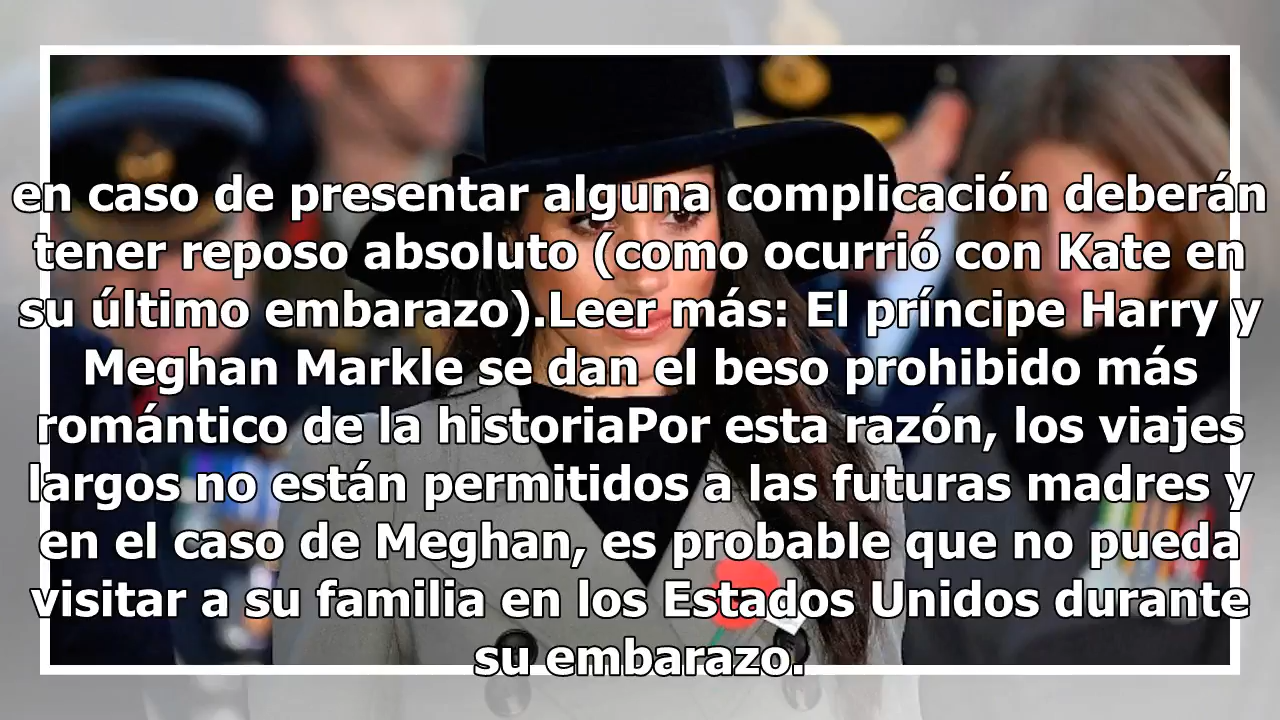 en caso de presentar alguna complicación deberán
tener reposo absoluto (como ocurrió con Kate en
su último embarazo).Leer más: El príncipe Harry y
Meghan Markle se dan el beso prohibido más
romántico de la historiaPor esta razón, los viajes
largos no están permitidos a las futuras madres y
en el caso de Meghan, es probable que no pueda
visitar a su familia en los Estados Unidos durante
su embarazo.